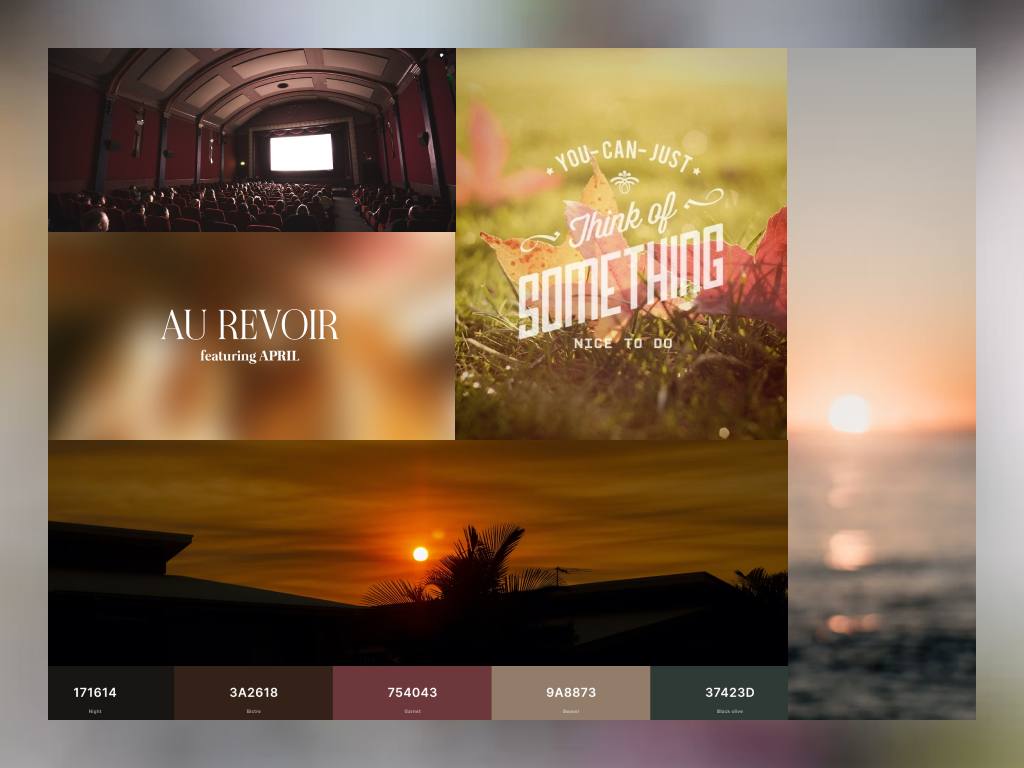 AU REVOIR
featuring APRIL
YOU-CAN-JUST
Think of
SOMETHING
NICE TO DO
171614
Night
3A2618
Bistre
754043
Garnet
9A8873
Beaver
37423D
Black olive